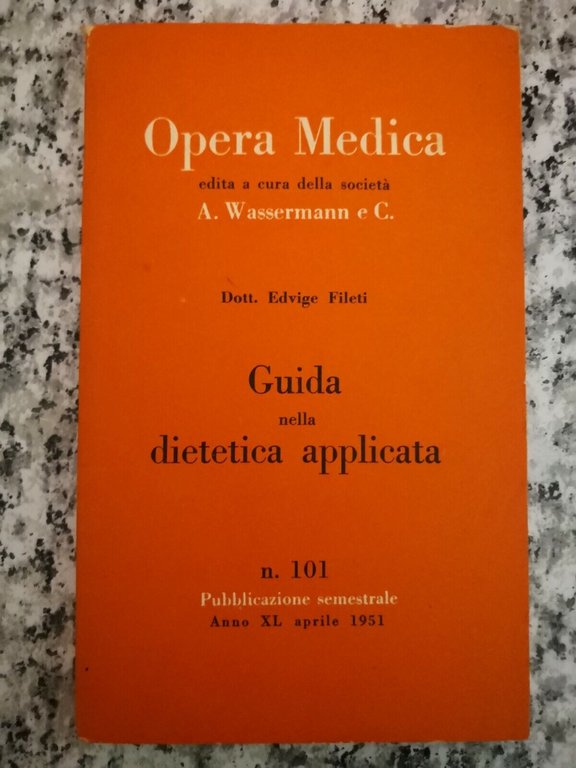 Opera Medica
edita a cura della società
A. Wassermann e C.
Dott. Edvige Fileti
Guida
nella
dietetica applicata
n. 101
Pubblicazione semestrale
Anno XL aprile 1951